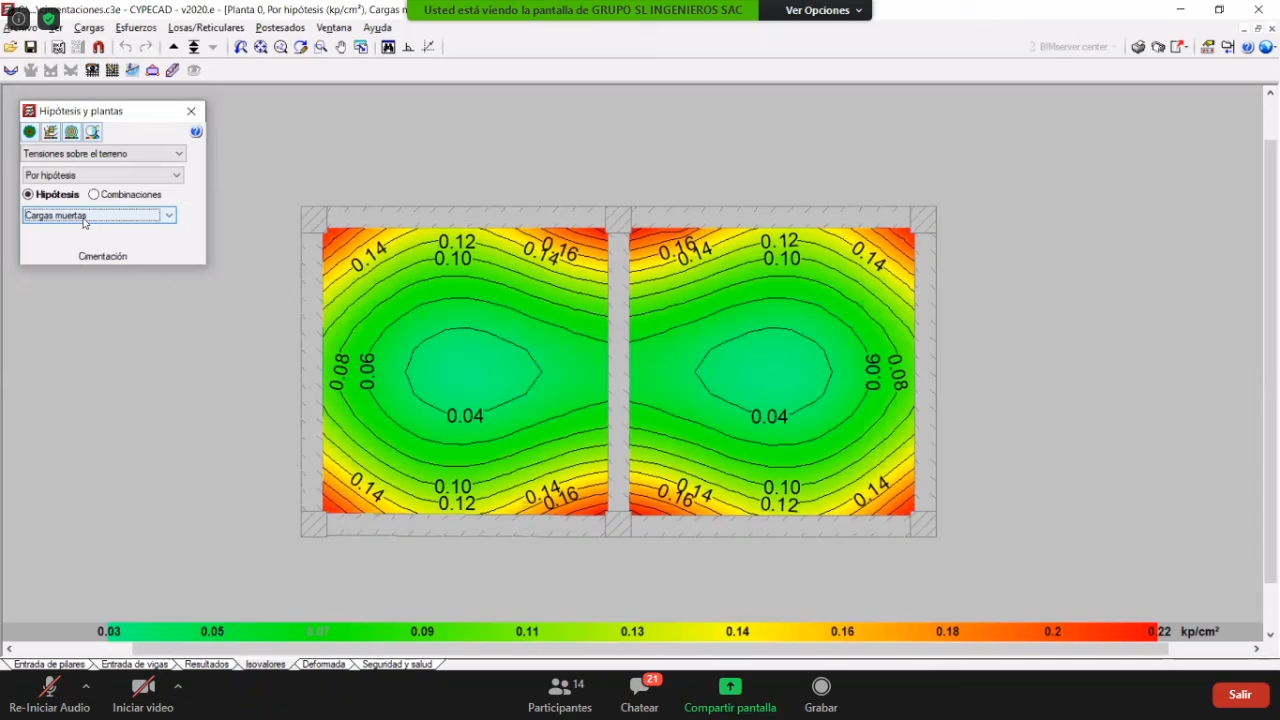 cimentaciones.c3e - CYPECAD - v2020.e - [Planta 0, Por hipótesis (kp/cm²), Cargas m
Usted está viendo la pantalla de GRUPO SL INGENIEROS SAC
Ver Opciones
Archivo Ver Cargas Esfuerzos Losas/Reticulares Postesados Ventana Ayuda
BIMserver.center
Hipótesis y plantas
Tensiones sobre el terreno
Por hipótesis
Hipótesis Combinaciones
Cargas muertas
Cimentación
0.14 0.12 0.10 0.14 0.16 0.16 0.14 0.12 0.10 0.14
0.08 0.06 0.06 0.08
0.04 0.04
0.14 0.10 0.12 0.14 0.16 0.16 0.14 0.10 0.12 0.14
0.03 0.05 0.07 0.09 0.11 0.13 0.14 0.16 0.18 0.2 0.22 kp/cm²
Entrada de pilares Entrada de vigas Resultados Isovalores Deformada Seguridad y salud
14 21
Re-Iniciar Audio Iniciar video Participantes Chatear Compartir pantalla Grabar Salir